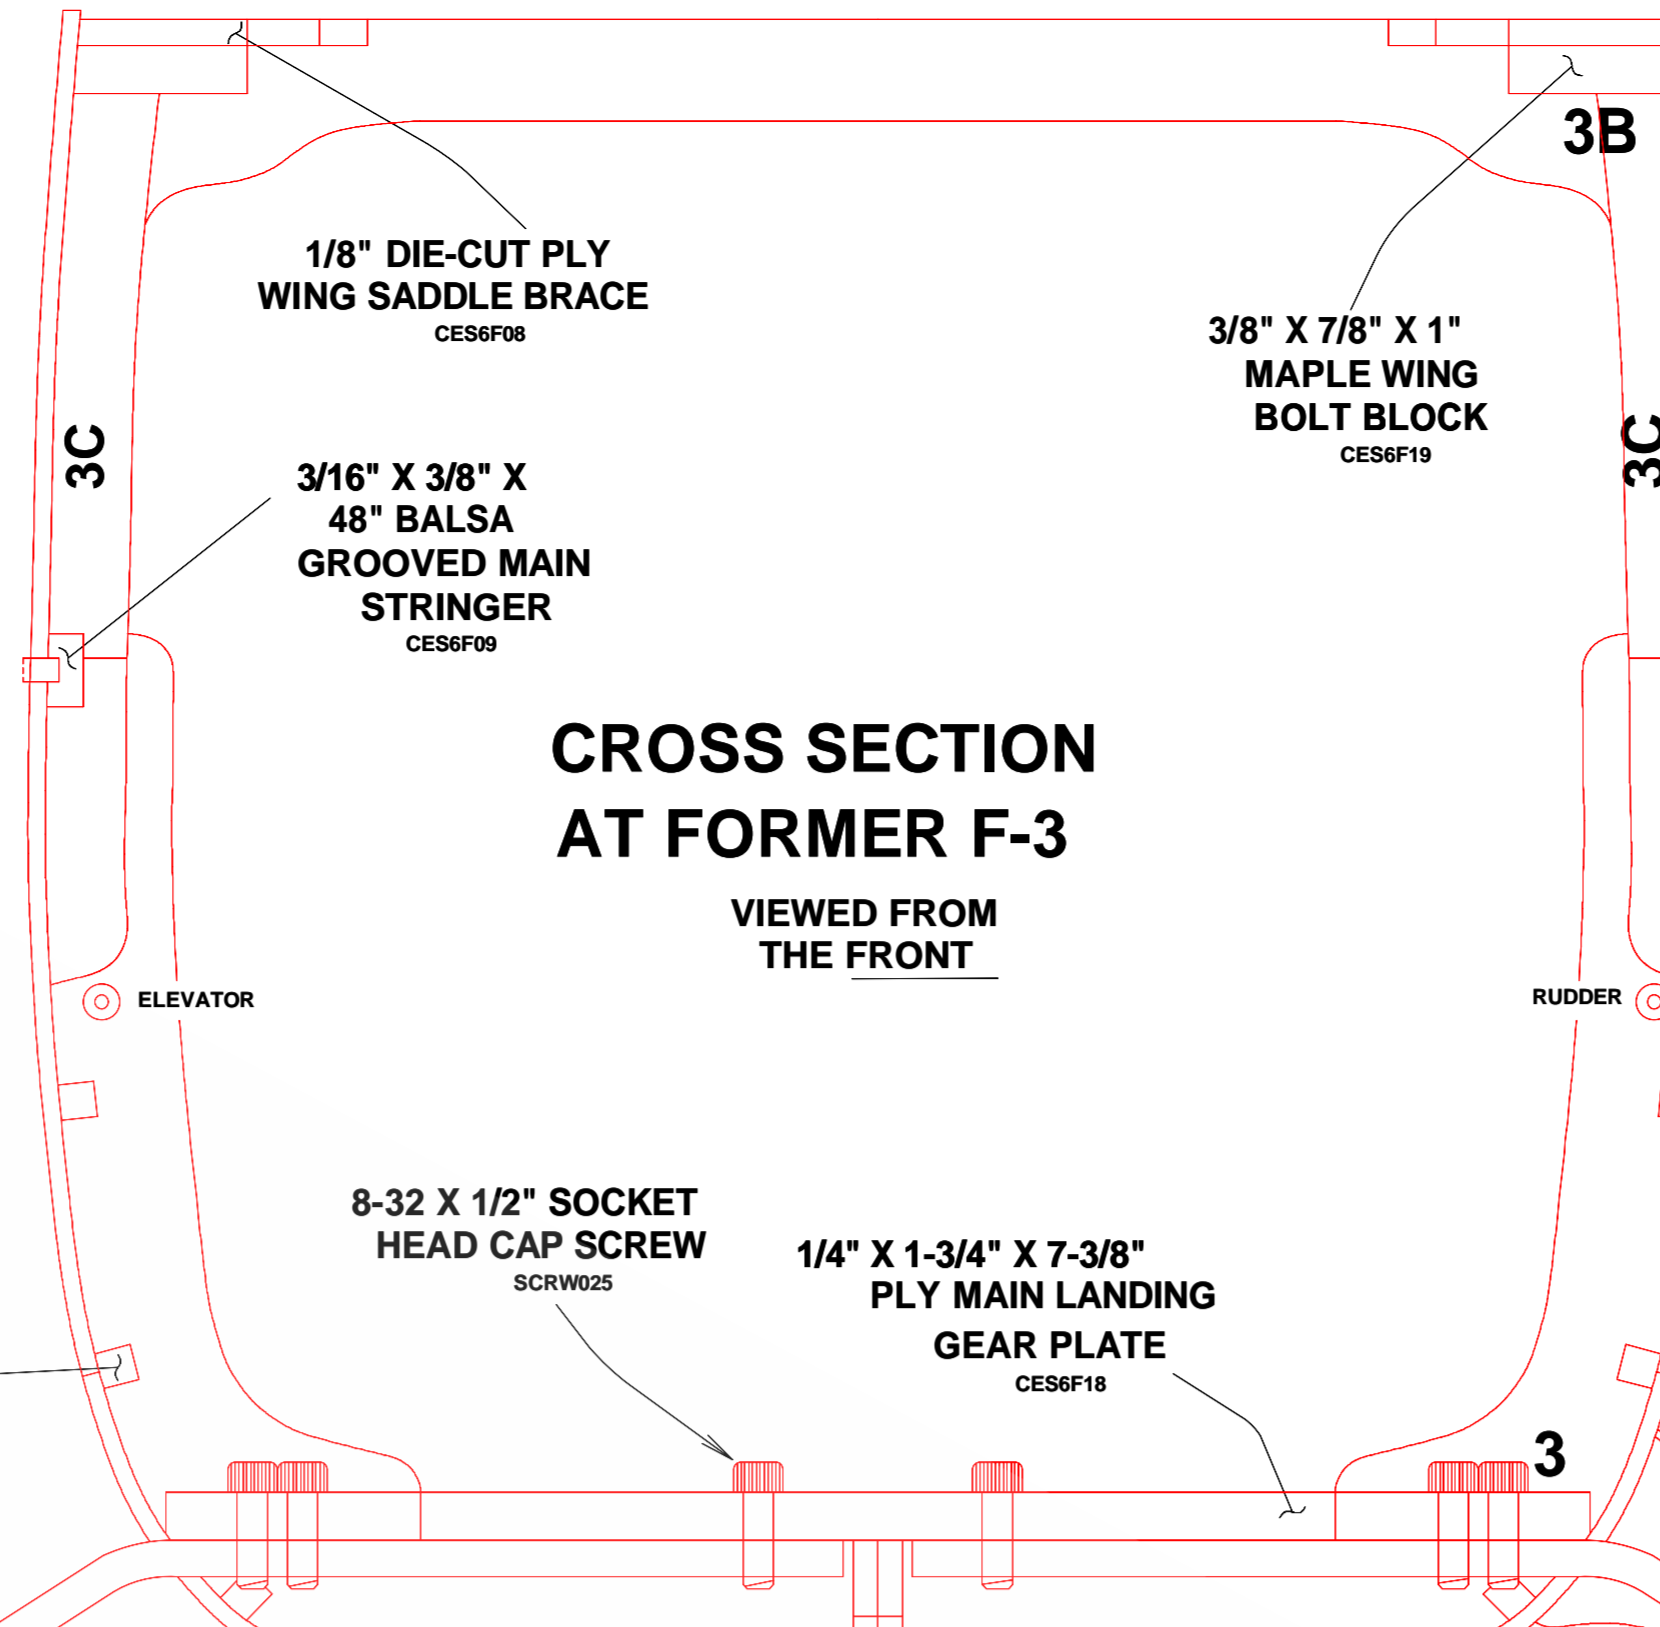 3B
1/8" DIE-CUT PLY
WING SADDLE BRACE
CES6F08
3/8" X 7/8" X 1"
MAPLE WING
BOLT BLOCK
CES6F19
3C
3C
3/16" X 3/8" X
48" BALSA
GROOVED MAIN
STRINGER
CES6F09
CROSS SECTION
AT FORMER F-3
VIEWED FROM
THE FRONT
ELEVATOR
RUDDER
8-32 X 1/2" SOCKET
HEAD CAP SCREW
SCRW025
1/4" X 1-3/4" X 7-3/8"
PLY MAIN LANDING
GEAR PLATE
CES6F18
3